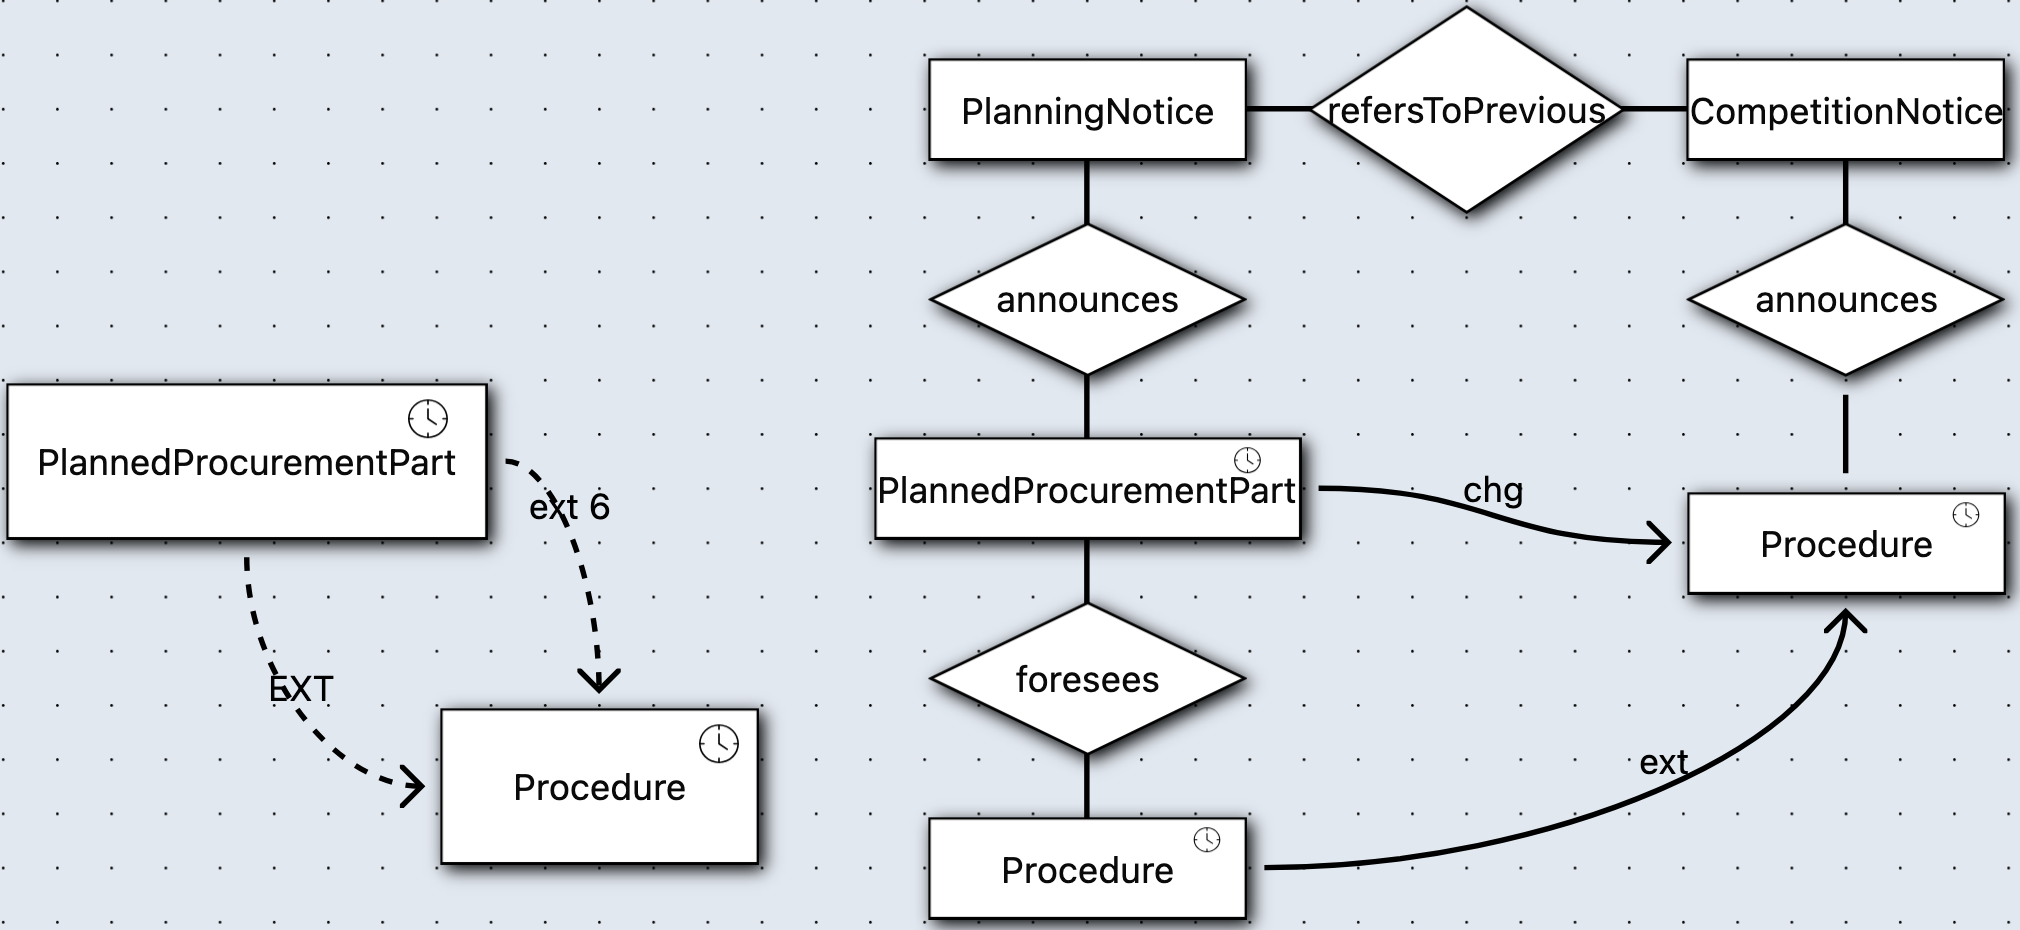 PlanningNotice
refersToPrevious
CompetitionNotice
announces
announces
PlannedProcurementPart
ext 6
EXT
Procedure
PlannedProcurementPart
chg
Procedure
foresees
ext
Procedure